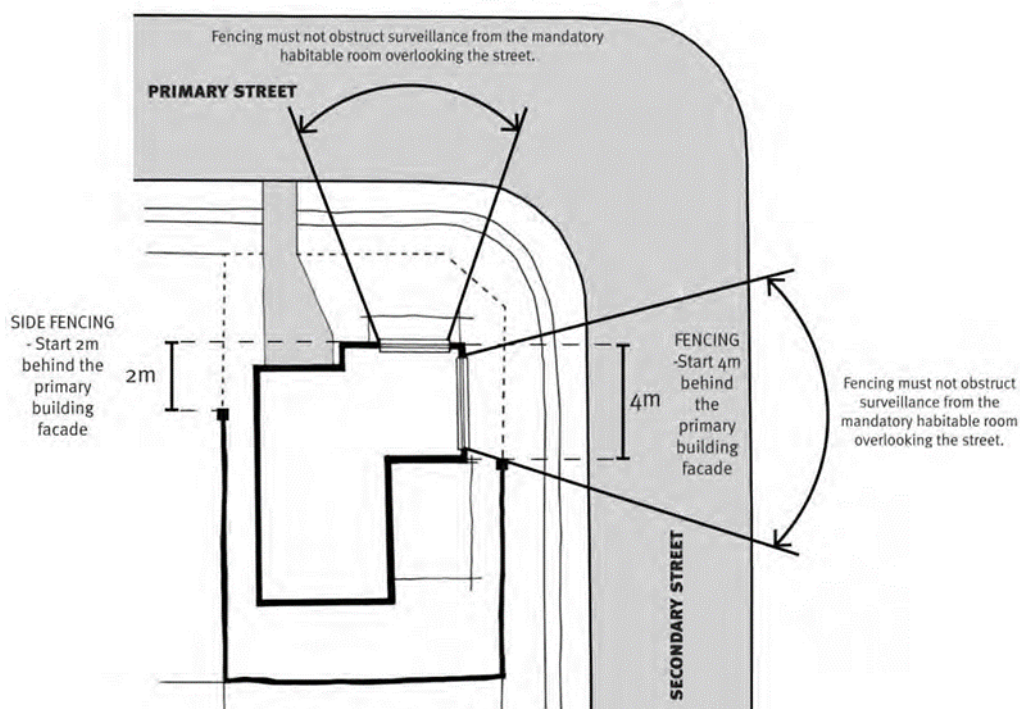 Fencing must not obstruct surveillance from the mandatory
habitable room overlooking the street.
PRIMARY STREET
SIDE FENCING
- Start 2m
behind the
primary
building
facade
2m
4m
FENCING
-Start 4m
behind
the
primary
building
facade
Fencing must not obstruct
surveillance from the
mandatory habitable room
overlooking the street.
SECONDARY STREET